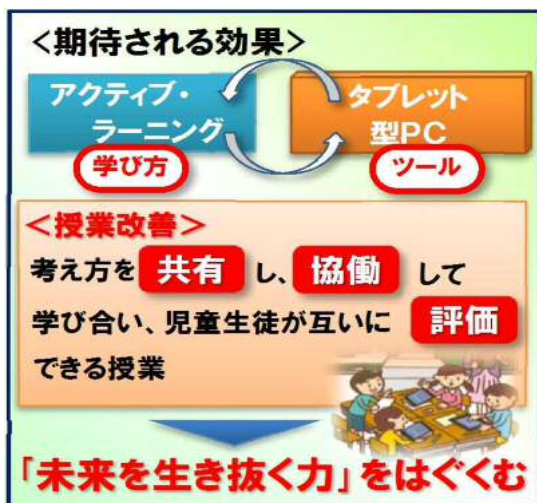 ＜期待される効果＞
アクティブ・
ラーニング
学び方
タブレット
型PC
ツール
＜授業改善＞
考え方を 共有 し、協働 して
学び合い、児童生徒が互いに 評価
できる授業
「未来を生き抜く力」をはぐくむ